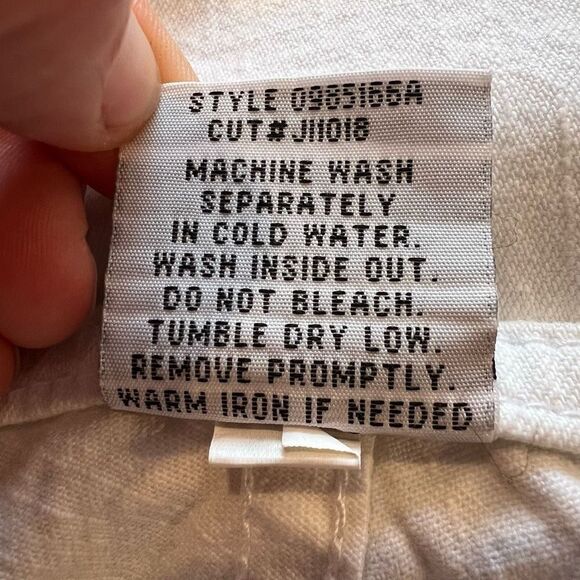 STYLE 0985166A
CUT# J11018
MACHINE WASH
SEPARATELY
IN COLD WATER.
WASH INSIDE OUT.
DO NOT BLEACH.
TUMBLE DRY LOW.
REMOVE PROMPTLY.
WARM IRON IF NEEDED